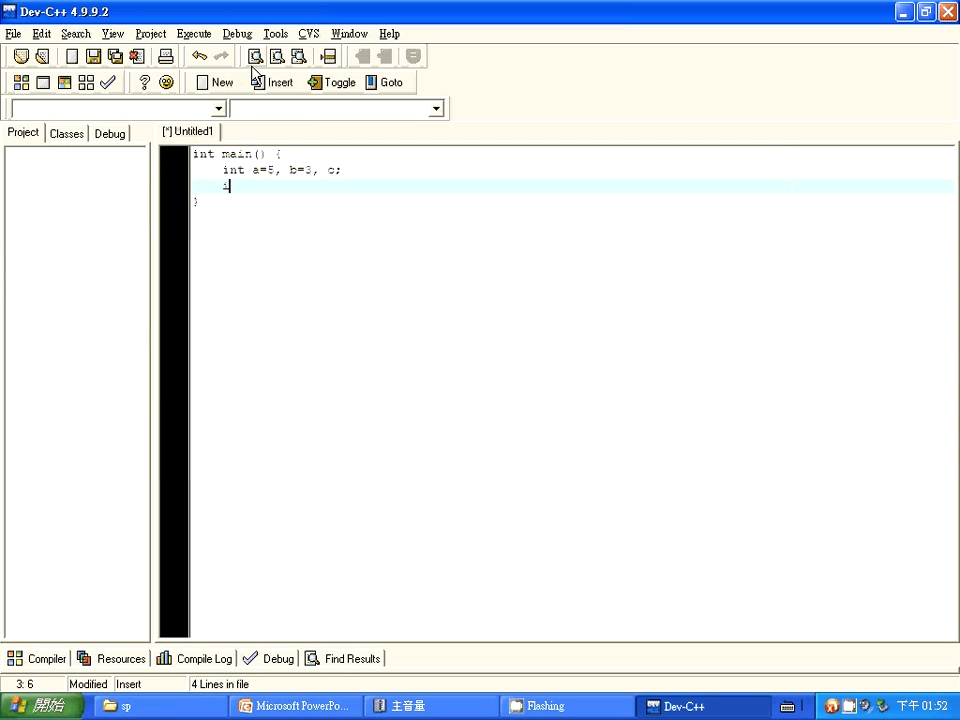 Dev-C++ 4.9.9.2
File Edit Search View Project Execute Debug Tools CVS Window Help
New Insert Toggle Goto
Project Classes Debug [*] Untitled1
int main() {
int a=5, b=3, c;
i
}
Compiler Resources Compile Log Debug Find Results
3: 6 Modified Insert 4 Lines in file
開始 sp Microsoft PowerPo... 主音量 Flashing Dev-C++ 下午 01:52